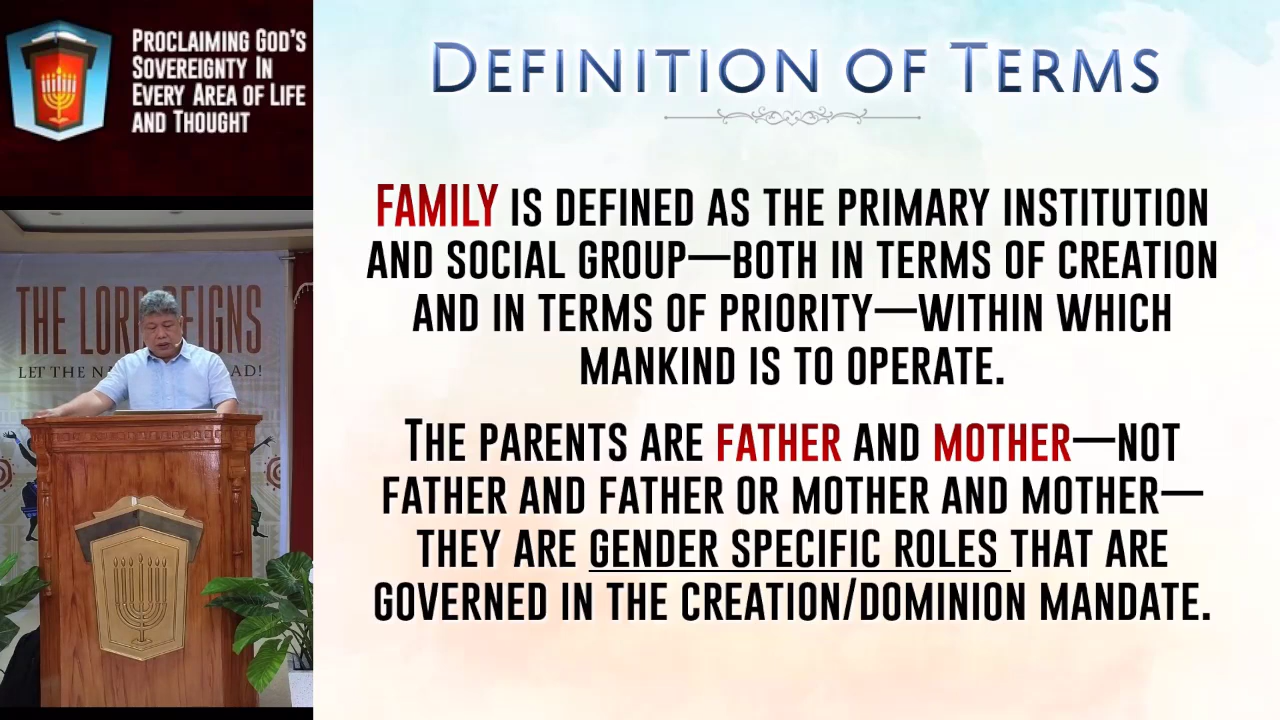 PROCLAIMING GOD'S
SOVEREIGNTY IN
EVERY AREA OF LIFE
AND THOUGHT
DEFINITION OF TERMS
FAMILY IS DEFINED AS THE PRIMARY INSTITUTION
AND SOCIAL GROUP—BOTH IN TERMS OF CREATION
AND IN TERMS OF PRIORITY—WITHIN WHICH
MANKIND IS TO OPERATE.
THE PARENTS ARE FATHER AND MOTHER—NOT
FATHER AND FATHER OR MOTHER AND MOTHER—
THEY ARE GENDER SPECIFIC ROLES THAT ARE
GOVERNED IN THE CREATION/DOMINION MANDATE.
THE LORD REIGNS
LET THE